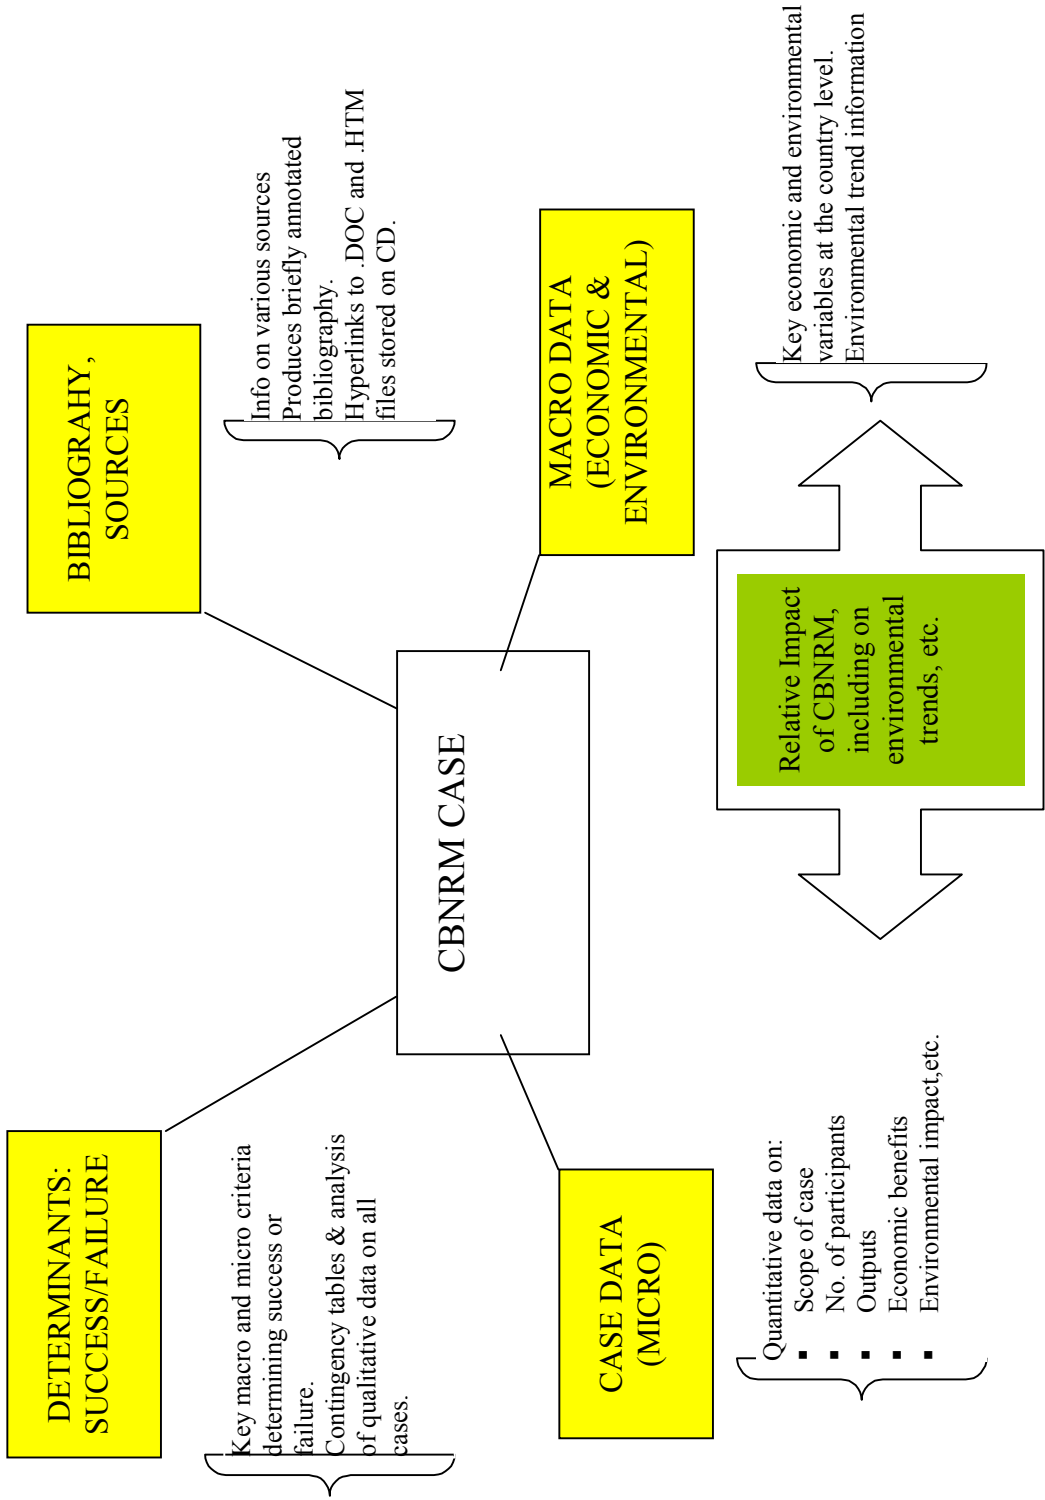 DETERMINANTS:
SUCCESS/FAILURE
Key macro and micro criteria
determining success or
failure.
Contingency tables & analysis
of qualitative data on all
cases.
BIBLIOGRAHY,
SOURCES
Info on various sources
Produces briefly annotated
bibliography.
Hyperlinks to .DOC and .HTM
files stored on CD.
CBNRM CASE
CASE DATA
(MICRO)
Quantitative data on:
▪ Scope of case
▪ No. of participants
▪ Outputs
▪ Economic benefits
▪ Environmental impact,etc.
MACRO DATA
(ECONOMIC &
ENVIRONMENTAL)
Relative Impact
of CBNRM,
including on
environmental
trends, etc.
Key economic and environmental
variables at the country level.
Environmental trend information